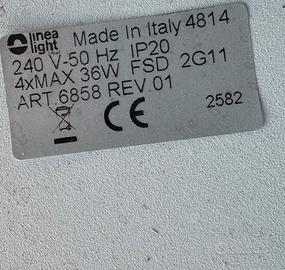 linea light Made In Italy 4814
240 V-50 Hz IP20
4xMAX 36W FSD 2G11
ART.6858 REV.01
2582
CE